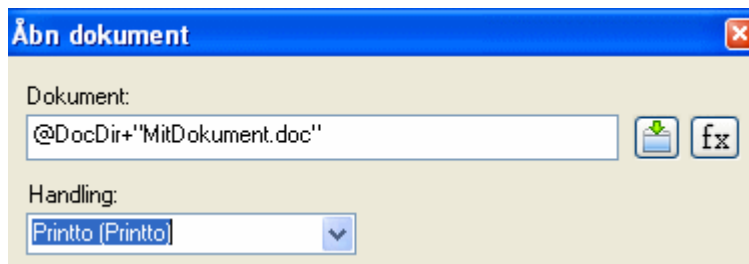 Åbn dokument
Dokument:
@DocDir+"MitDokument.doc"
fx
Handling:
Printto (Printto)